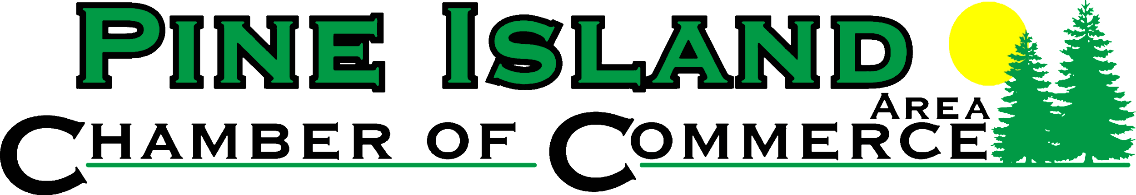 PINE ISLAND
AREA
CHAMBER OF COMMERCE